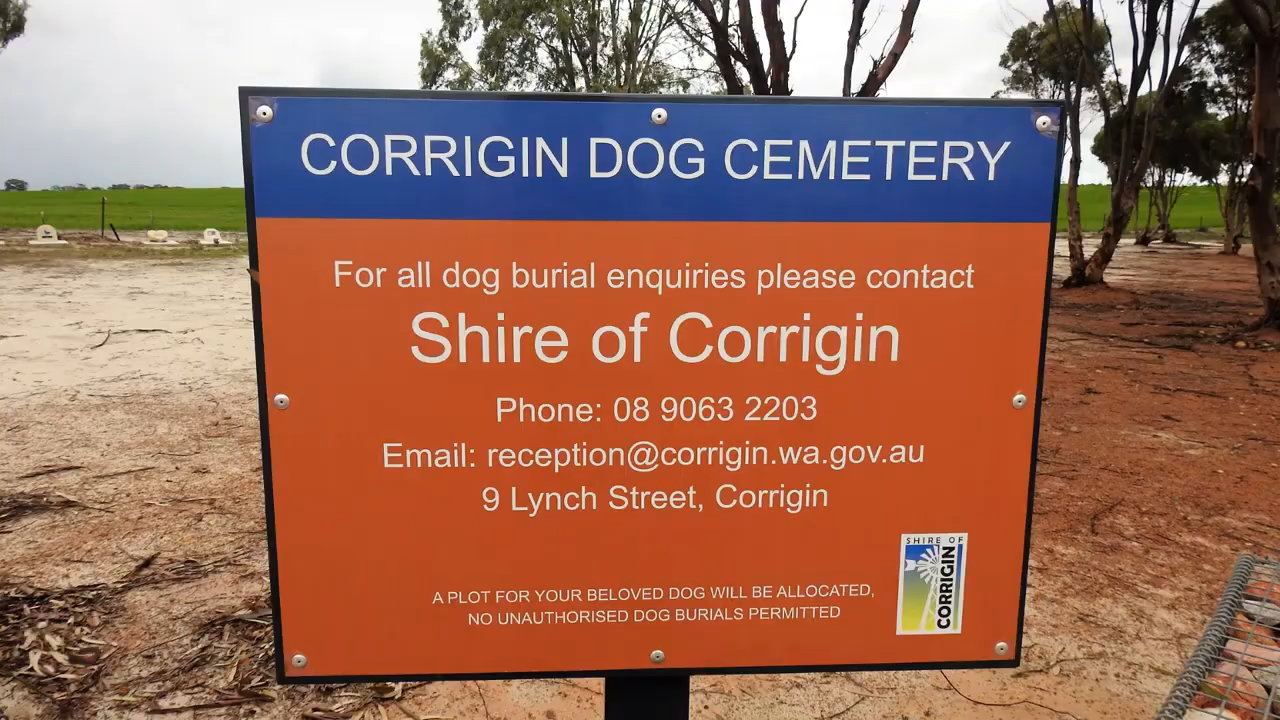 CORRIGIN DOG CEMETERY
For all dog burial enquiries please contact
Shire of Corrigin
Phone: 08 9063 2203
Email: reception@corrigin.wa.gov.au
9 Lynch Street, Corrigin
A PLOT FOR YOUR BELOVED DOG WILL BE ALLOCATED,
NO UNAUTHORISED DOG BURIALS PERMITTED
SHIRE OF
CORRIGIN